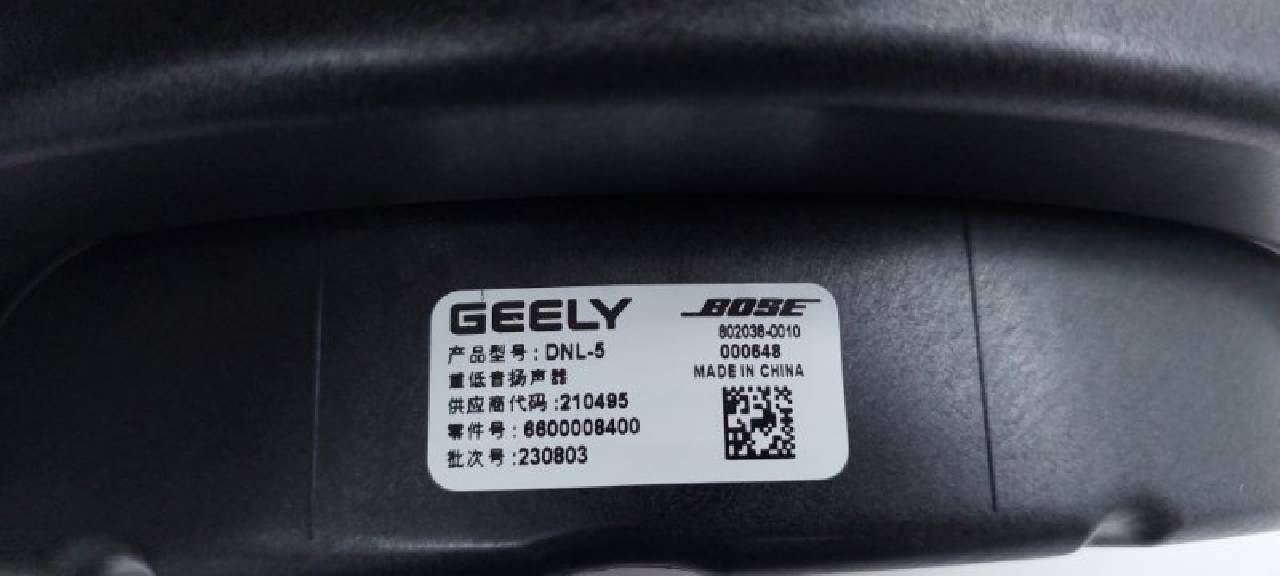 GEELY
产品型号：DNL-5
重低音扬声器
供应商代码:210495
零件号：6600008400
批次号:230803
BOSE
802038-0010
000648
MADE IN CHINA